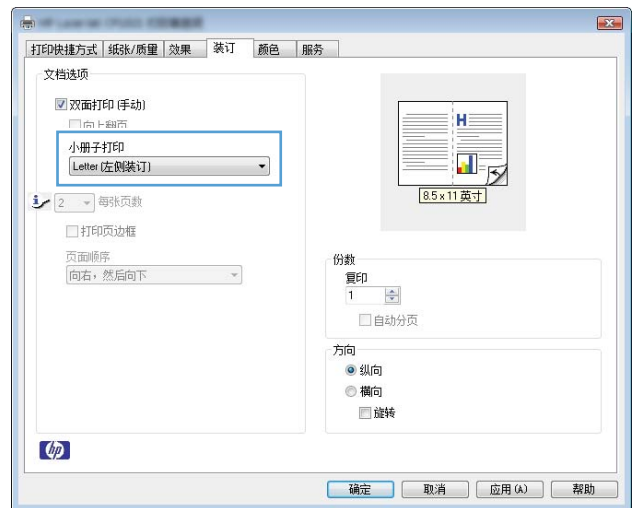 打印快捷方式 纸张/质量 效果 装订 颜色 服务
文档选项
双面打印(手动)
向上翻页
小册子打印
Letter (左侧装订)
2 每张页数
打印页边框
页面顺序
向右，然后向下
H
8.5 x 11 英寸
份数
复印
1
自动分页
方向
纵向
横向
旋转
hp
确定 取消 应用(A) 帮助